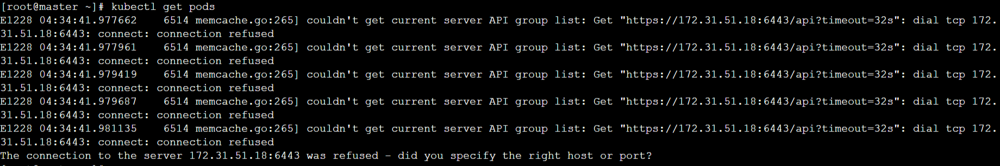 [root@master ~]# kubectl get pods
E1228 04:34:41.977662    6514 memcache.go:265] couldn't get current server API group list: Get "https://172.31.51.18:6443/api?timeout=32s": dial tcp 172.
31.51.18:6443: connect: connection refused
E1228 04:34:41.977961    6514 memcache.go:265] couldn't get current server API group list: Get "https://172.31.51.18:6443/api?timeout=32s": dial tcp 172.
31.51.18:6443: connect: connection refused
E1228 04:34:41.979419    6514 memcache.go:265] couldn't get current server API group list: Get "https://172.31.51.18:6443/api?timeout=32s": dial tcp 172.
31.51.18:6443: connect: connection refused
E1228 04:34:41.979687    6514 memcache.go:265] couldn't get current server API group list: Get "https://172.31.51.18:6443/api?timeout=32s": dial tcp 172.
31.51.18:6443: connect: connection refused
E1228 04:34:41.981135    6514 memcache.go:265] couldn't get current server API group list: Get "https://172.31.51.18:6443/api?timeout=32s": dial tcp 172.
31.51.18:6443: connect: connection refused
The connection to the server 172.31.51.18:6443 was refused - did you specify the right host or port?